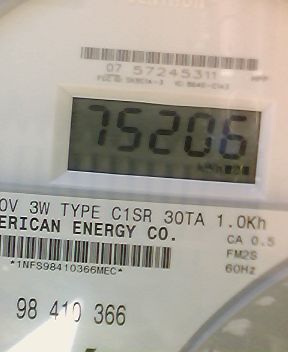 07 57245311
75206
0V 3W TYPE C1SR 30TA 1.0Kh
ERICAN ENERGY CO.
CA 0.5
FM2S
*1NFS98410366MEC*
60Hz
98 410 366